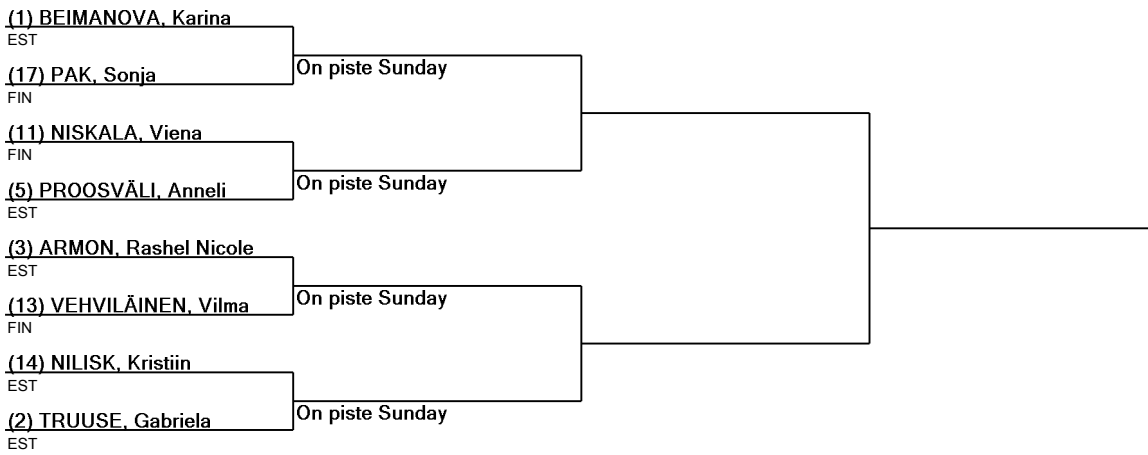 (1) BEIMANOVA, Karina
EST
On piste Sunday
(17) PAK, Sonja
FIN
(11) NISKALA, Viena
FIN
On piste Sunday
(5) PROOSVÄLI, Anneli
EST
(3) ARMON, Rashel Nicole
EST
On piste Sunday
(13) VEHVILÄINEN, Vilma
FIN
(14) NILISK, Kristiin
EST
On piste Sunday
(2) TRUUSE, Gabriela
EST